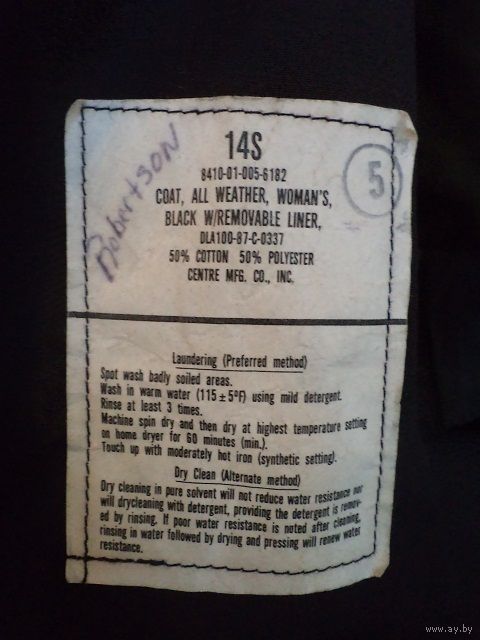 Robertson
14S
5
8410-01-005-6182
COAT, ALL WEATHER, WOMAN'S,
BLACK W/REMOVABLE LINER,
DLA100-87-C-0337
50% COTTON 50% POLYESTER
CENTRE MFG. CO., INC.
Laundering (Preferred method)
Spot wash badly soiled areas.
Wash in warm water (115 ± 5°F) using mild detergent.
Rinse at least 3 times.
Machine spin dry and then dry at highest temperature setting
on home dryer for 60 minutes (min.).
Touch up with moderately hot iron (synthetic setting).
Dry Clean (Alternate method)
Dry cleaning in pure solvent will not reduce water resistance nor
will drycleaning with detergent, providing the detergent is remov-
ed by rinsing. If poor water resistance is noted after cleaning,
rinsing in water followed by drying and pressing will renew water
resistance.
www.ay.by